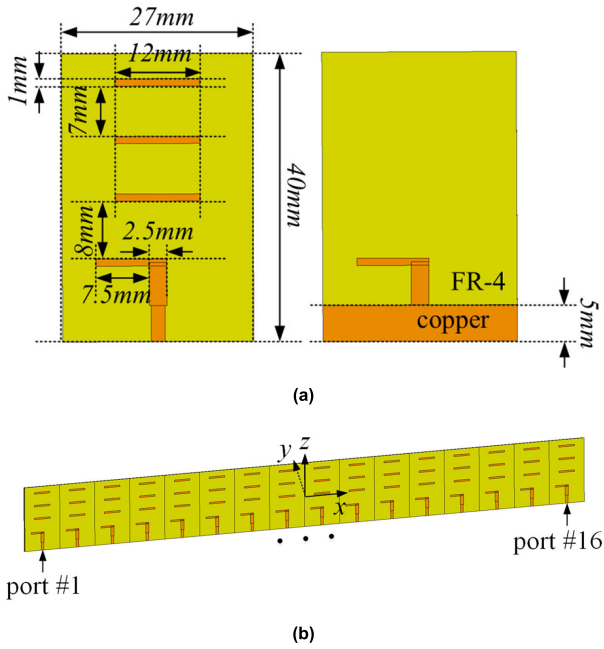 27mm
12mm
1mm
7mm
40mm
8mm
2.5mm
7.5mm
FR-4
copper
5mm
(a)
y
z
x
port #1
port #16
(b)